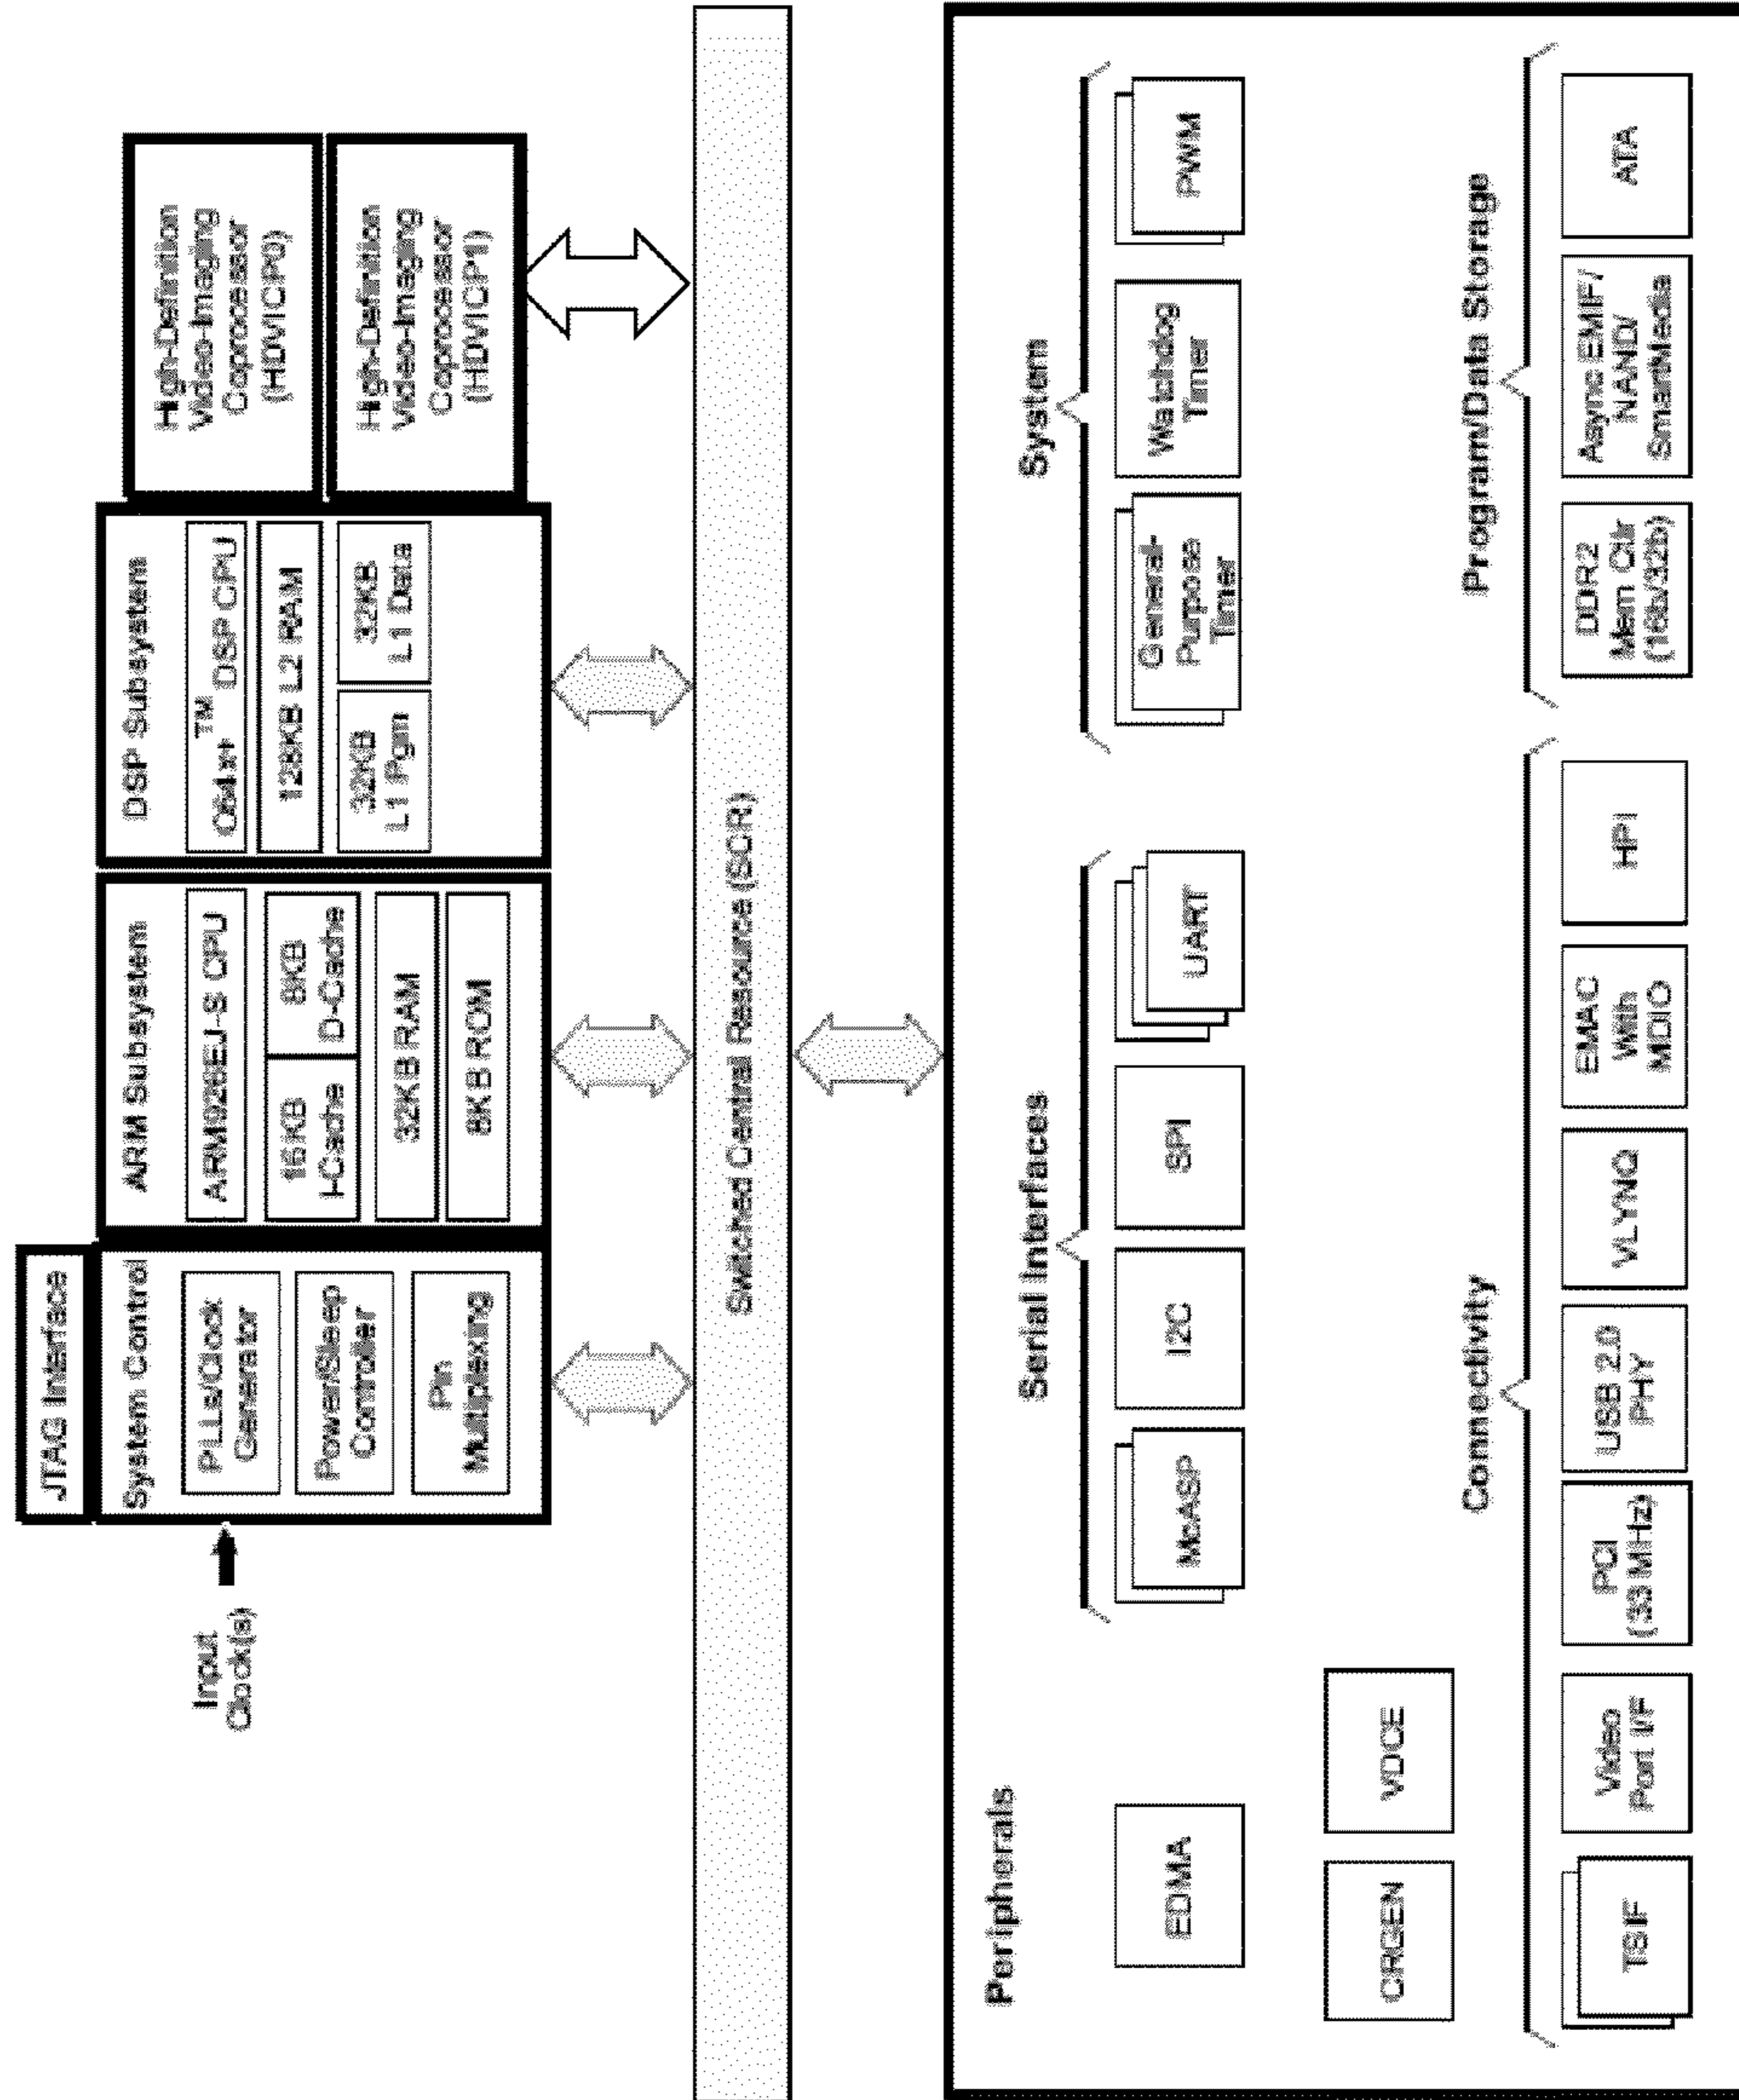 JTAG Interface
Input
Clock(s)
System Control
PLLs/Clock
Generator
Power/Sleep
Controller
Pin
Multiplexing
ARM Subsystem
ARM926EJ-S CPU
16KB
I-Cache
8KB
D-Cache
32KB RAM
8KB ROM
DSP Subsystem
C64x+™ DSP CPU
128KB L2 RAM
32KB
L1 Pgm
32KB
L1 Data
High-Definition
Video-Imaging
Coprocessor
(HDVICP0)
High-Definition
Video-Imaging
Coprocessor
(HDVICP1)
Switched Central Resource (SCR)
Peripherals
EDMA
CRGEN
VDCE
Serial Interfaces
McASP
I2C
SPI
UART
System
General-
Purpose
Timer
Watchdog
Timer
PWM
Connectivity
TSIF
Video
Port I/F
PCI
(33 MHz)
USB 2.0
PHY
VLYNQ
EMAC
With
MDIO
HPI
Program/Data Storage
DDR2
Mem Ctlr
(16b/32b)
Async EMIF/
NAND/
SmartMedia
ATA